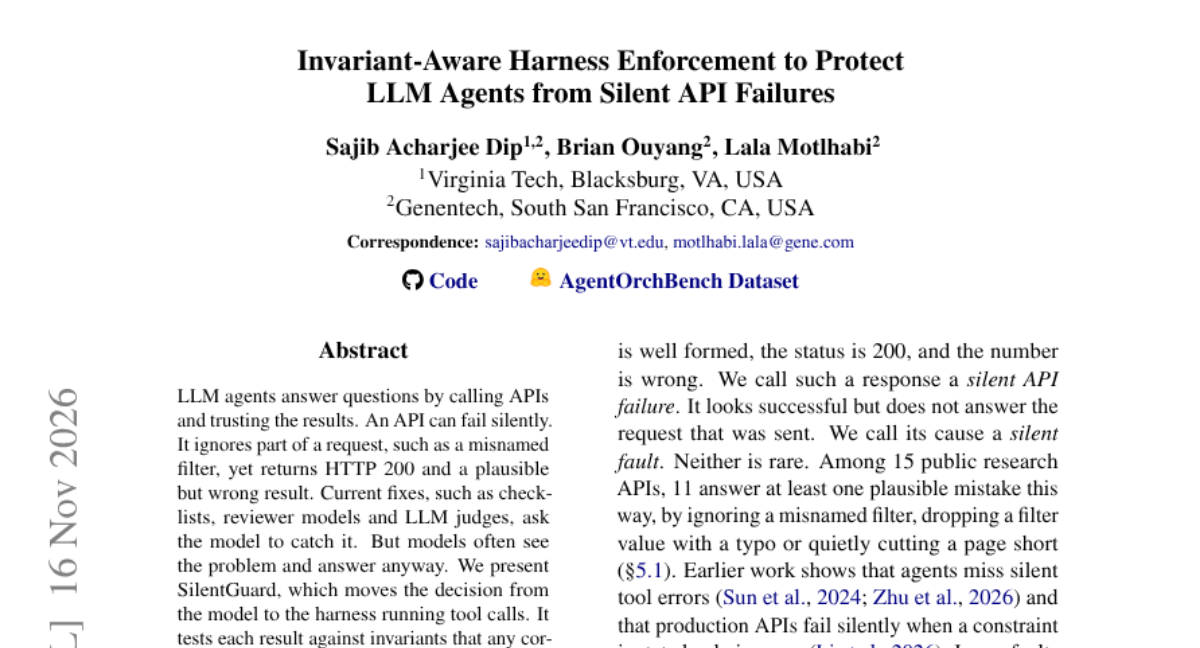 Invariant-Aware Harness Enforcement to Protect
LLM Agents from Silent API Failures
Sajib Acharjee Dip1,2, Brian Ouyang2, Lala Motlhabi2
1Virginia Tech, Blacksburg, VA, USA
2Genentech, South San Francisco, CA, USA
Correspondence: sajibacharjeedip@vt.edu, motlhabi.lala@gene.com
Code AgentOrchBench Dataset
Abstract
LLM agents answer questions by calling APIs
and trusting the results. An API can fail silently.
It ignores part of a request, such as a misnamed
filter, yet returns HTTP 200 and a plausible
but wrong result. Current fixes, such as check-
lists, reviewer models and LLM judges, ask
the model to catch it. But models often see
the problem and answer anyway. We present
SilentGuard, which moves the decision from
the model to the harness running tool calls. It
tests each result against invariants that any cor-
is well formed, the status is 200, and the number
is wrong. We call such a response a silent API
failure. It looks successful but does not answer the
request that was sent. We call its cause a silent
fault. Neither is rare. Among 15 public research
APIs, 11 answer at least one plausible mistake this
way, by ignoring a misnamed filter, dropping a filter
value with a typo or quietly cutting a page short
(§5.1). Earlier work shows that agents miss silent
tool errors (Sun et al., 2024; Zhu et al., 2026) and
that production APIs fail silently when a constraint
L] 16 Nov 2026